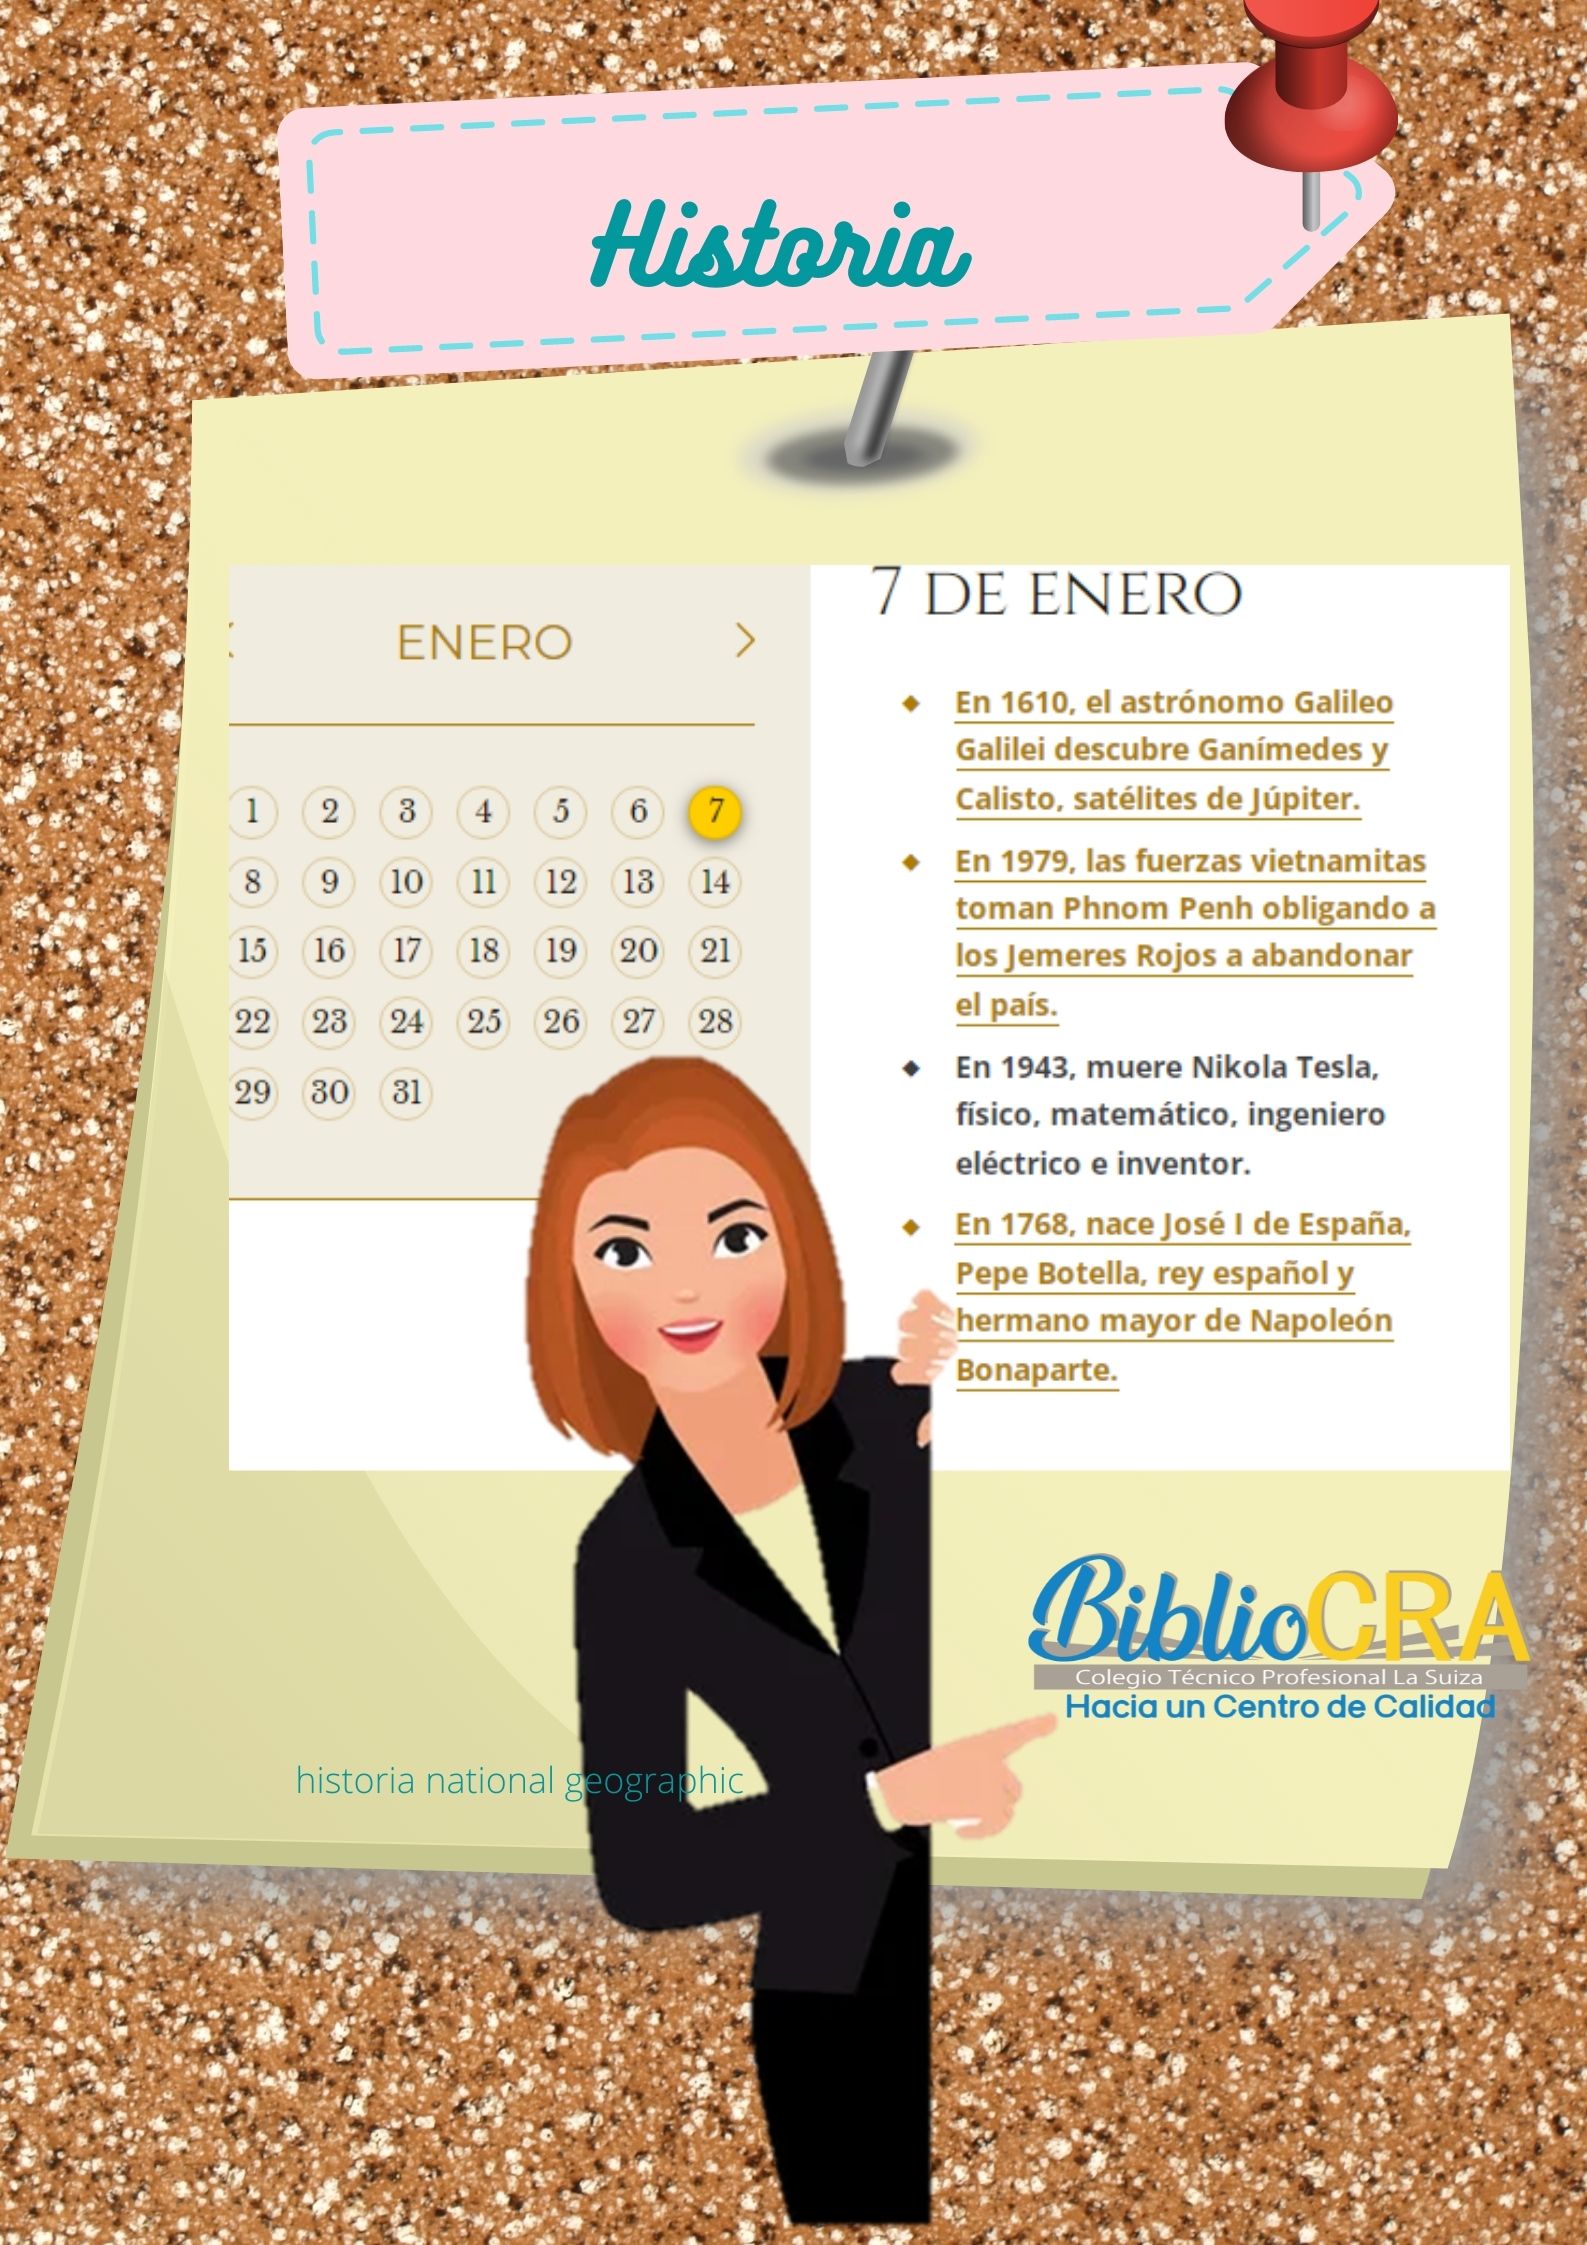 Historia
ENERO
1 2 3 4 5 6 7
8 9 10 11 12 13 14
15 16 17 18 19 20 21
22 23 24 25 26 27 28
29 30 31
7 DE ENERO
En 1610, el astrónomo Galileo
Galilei descubre Ganímedes y
Calisto, satélites de Júpiter.
En 1979, las fuerzas vietnamitas
toman Phnom Penh obligando a
los Jemeres Rojos a abandonar
el país.
En 1943, muere Nikola Tesla,
físico, matemático, ingeniero
eléctrico e inventor.
En 1768, nace José I de España,
Pepe Botella, rey español y
hermano mayor de Napoleón
Bonaparte.
BiblioCRA
Colegio Técnico Profesional La Suiza
Hacia un Centro de Calidad
historia national geographic